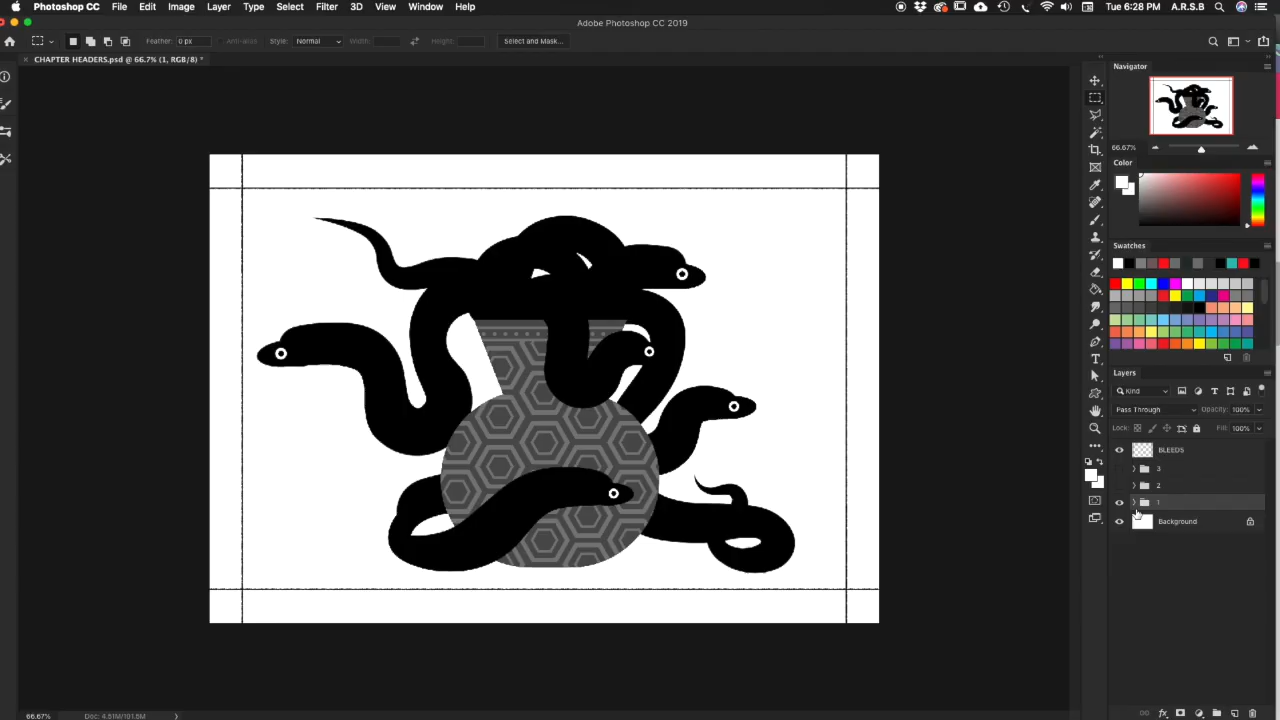 Photoshop CC File Edit Image Layer Type Select Filter 3D View Window Help Tue 6:28 PM A.R.S.B
Adobe Photoshop CC 2019
Feather: 0 px Anti-alias Style: Normal Width: Height: Select and Mask...
× CHAPTER HEADERS.psd @ 66.7% (1, RGB/8) *
Navigator
66.67%
Color
Swatches
Layers
Kind
Pass Through Opacity: 100%
Lock: Fill: 100%
BLEEDS
3
2
1
Background
66.67% Doc: 4.51M/101.5M